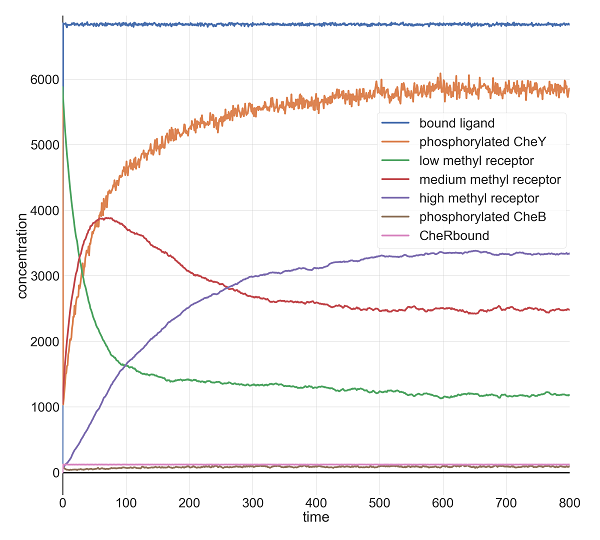 concentration
6000
5000
4000
3000
2000
1000
0
bound ligand
phosphorylated CheY
low methyl receptor
medium methyl receptor
high methyl receptor
phosphorylated CheB
CheRbound
0 100 200 300 400 500 600 700 800
time